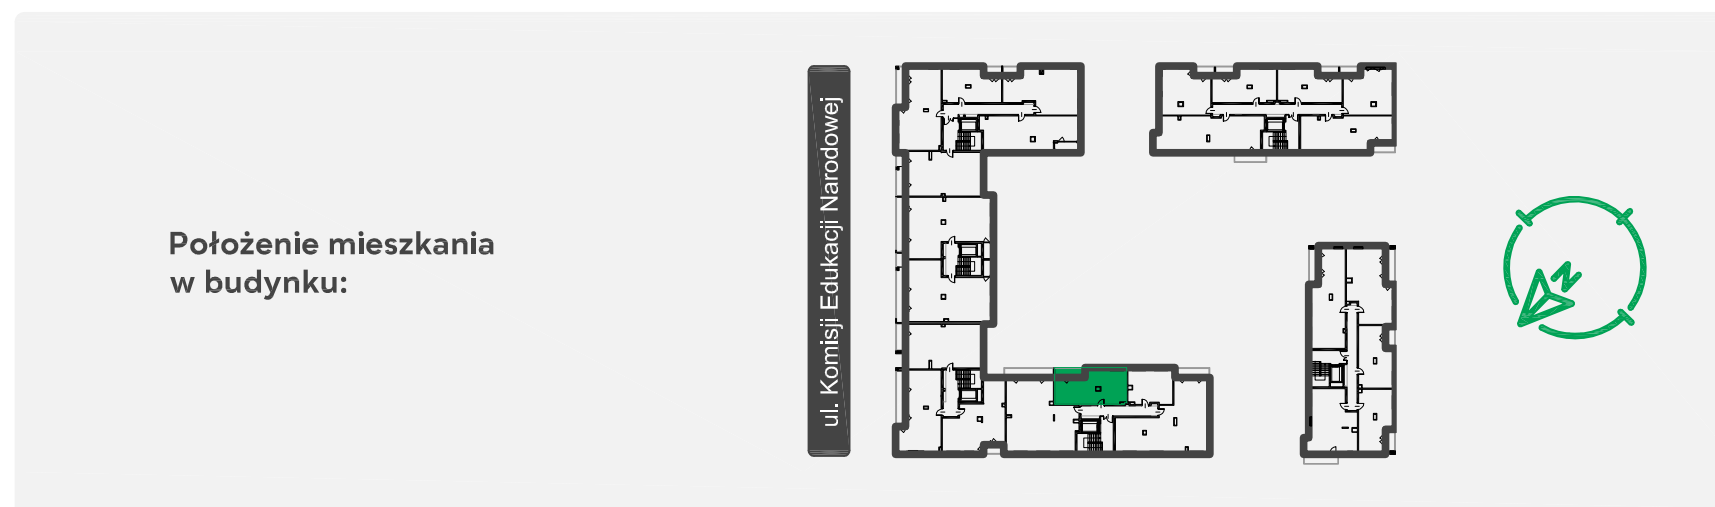 Położenie mieszkania
w budynku:
ul. Komisji Edukacji Narodowej
N